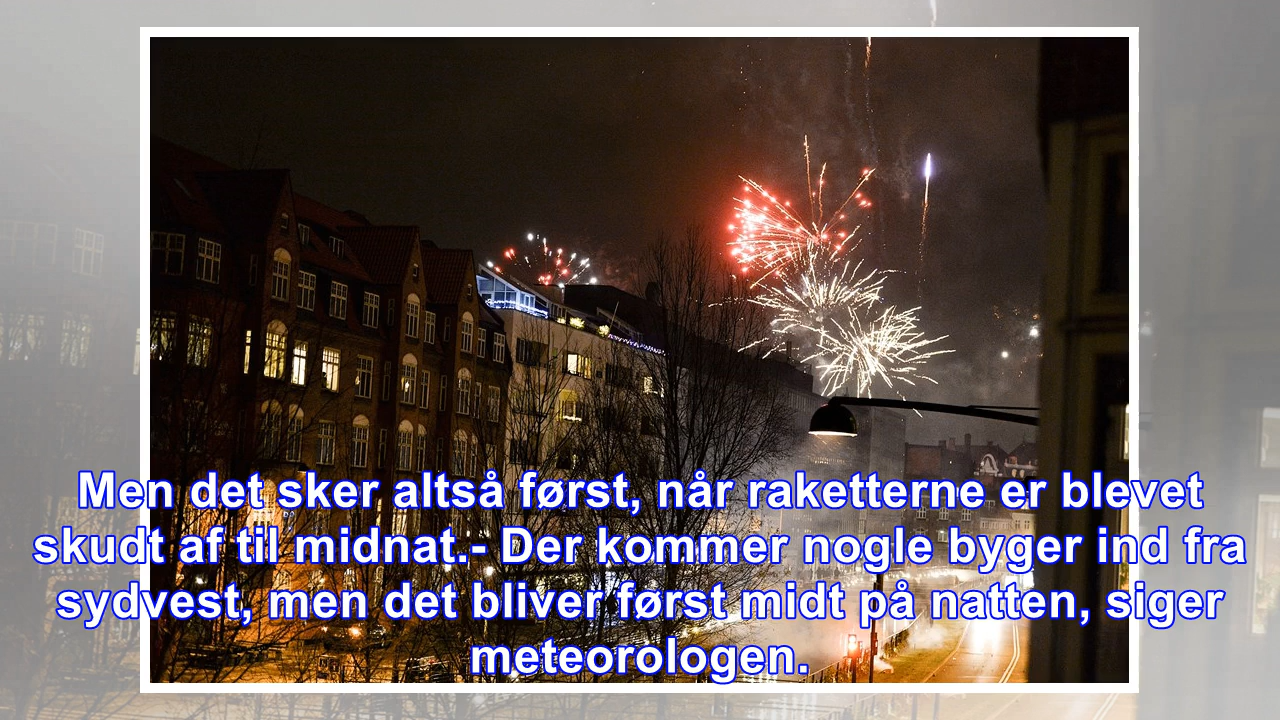 Men det sker altså først, når raketterne er blevet
skudt af til midnat.- Der kommer nogle byger ind fra
sydvest, men det bliver først midt på natten, siger
meteorologen.